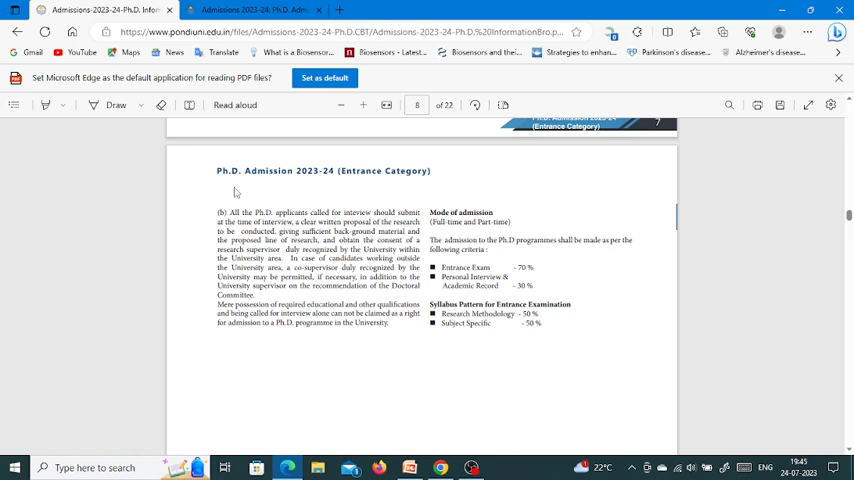 Admissions-2023-24-Ph.D. Infor
Admissions 2023: Ph.D. Adm
https://www.pondiuni.edu.in/files/Admissions-2023-24-Ph.D.CBT/Admissions-2023-24-Ph.D.%20InformationBro.p...
Gmail
YouTube
Maps
News
Translate
What is a Biosensor...
Biosensors - Latest...
Biosensors and thei...
Strategies to enhan...
Parkinson's disease...
Alzheimer's disease...
Set Microsoft Edge as the default application for reading PDF files?
Set as default
Draw
Read aloud
8
of 22
Ph.D. Admission 2023-24
(Entrance Category)
7
Ph.D. Admission 2023-24 (Entrance Category)
(b) All the Ph.D. applicants called for inteview should submit
at the time of interview, a clear written proposal of the research
to be conducted, giving sufficient back-ground material and
the proposed line of research, and obtain the consent of a
research supervisor duly recognized by the University within
the University area. In case of candidates working outside
the University area, a co-supervisor duly recognized by the
University may be permitted, if necessary, in addition to the
University supervisor on the recommendation of the Doctoral
Committee.
Mere possession of required educational and other qualifications
and being called for interview alone can not be claimed as a right
for admission to a Ph.D. programme in the University.
Mode of admission
(Full-time and Part-time)
The admission to the Ph.D programmes shall be made as per the
following criteria :
■ Entrance Exam - 70 %
■ Personal Interview &
Academic Record - 30 %
Syllabus Pattern for Entrance Examination
■ Research Methodology - 50 %
■ Subject Specific - 50 %
Type here to search
22°C
ENG
19:45
24-07-2023